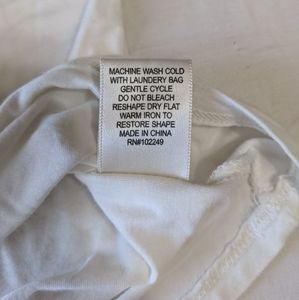 MACHINE WASH COLD
WITH LAUNDERY BAG
GENTLE CYCLE
DO NOT BLEACH
RESHAPE DRY FLAT
WARM IRON TO
RESTORE SHAPE
MADE IN CHINA
RN#102249